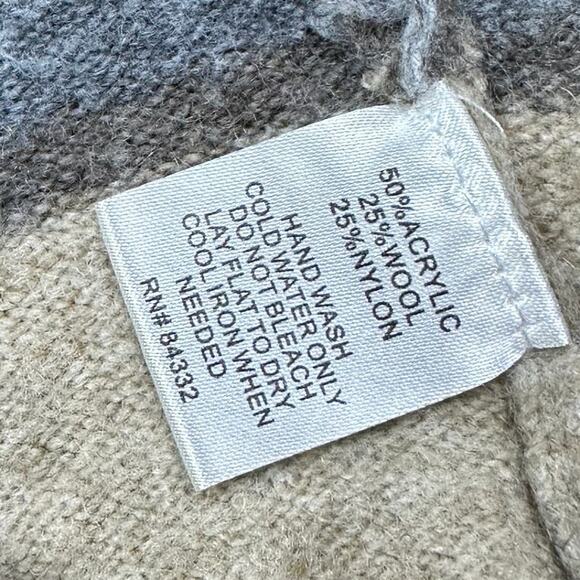 50%ACRYLIC
25%WOOL
25%NYLON
HAND WASH
COLD WATER ONLY
DO NOT BLEACH
LAY FLAT TO DRY
COOL IRON WHEN
NEEDED
RN# 84332